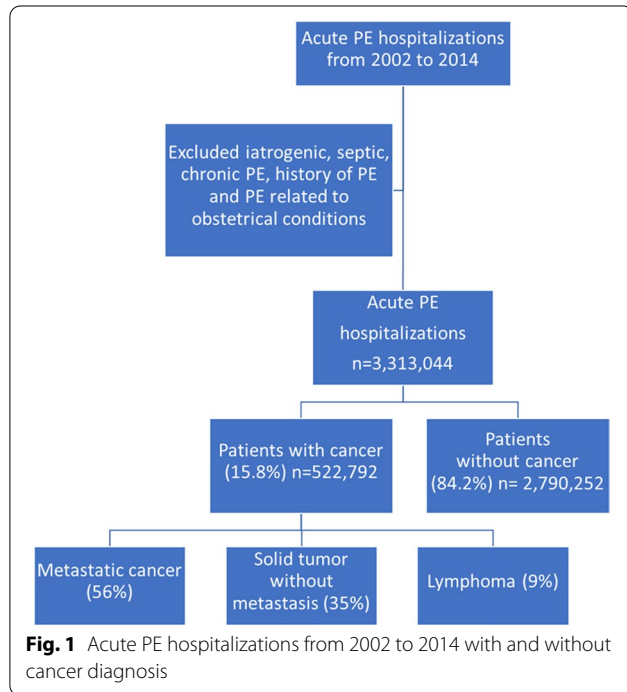 Acute PE hospitalizations
from 2002 to 2014
Excluded iatrogenic, septic,
chronic PE, history of PE
and PE related to
obstetrical conditions
Acute PE
hospitalizations
n=3,313,044
Patients with cancer
(15.8%) n=522,792
Patients
without cancer
(84.2%) n= 2,790,252
Metastatic cancer
(56%)
Solid tumor
without
metastasis (35%)
Lymphoma (9%)
Fig. 1 Acute PE hospitalizations from 2002 to 2014 with and without
cancer diagnosis